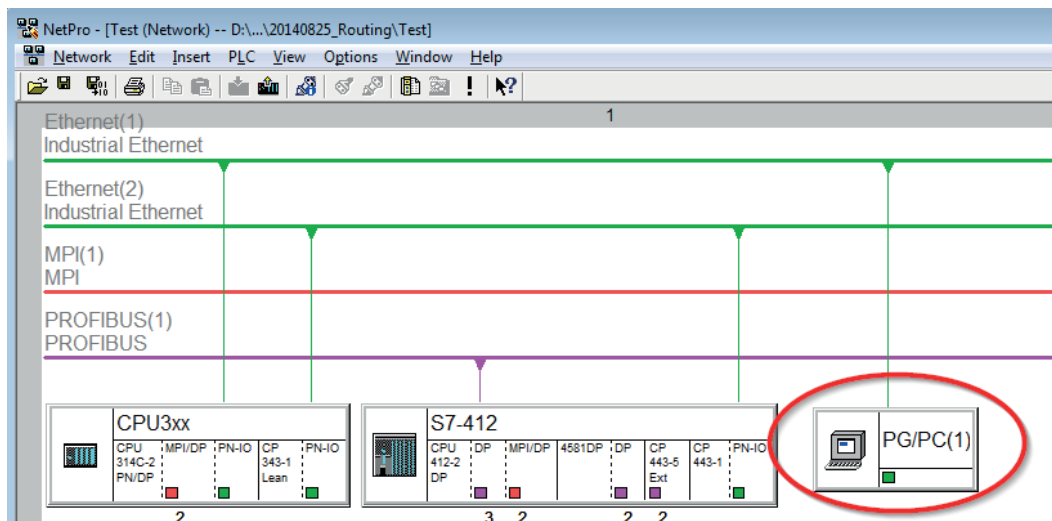 NetPro - [Test (Network) -- D:\...\20140825_Routing\Test]
Network Edit Insert PLC View Options Window Help
1
Ethernet(1)
Industrial Ethernet
Ethernet(2)
Industrial Ethernet
MPI(1)
MPI
PROFIBUS(1)
PROFIBUS
CPU3xx
CPU 314C-2 PN/DP
MPI/DP
PN-IO
CP 343-1 Lean
PN-IO
2
S7-412
CPU 412-2 DP
DP
MPI/DP
4581DP
DP
CP 443-5 Ext
CP 443-1
PN-IO
3 2 2 2
PG/PC(1)